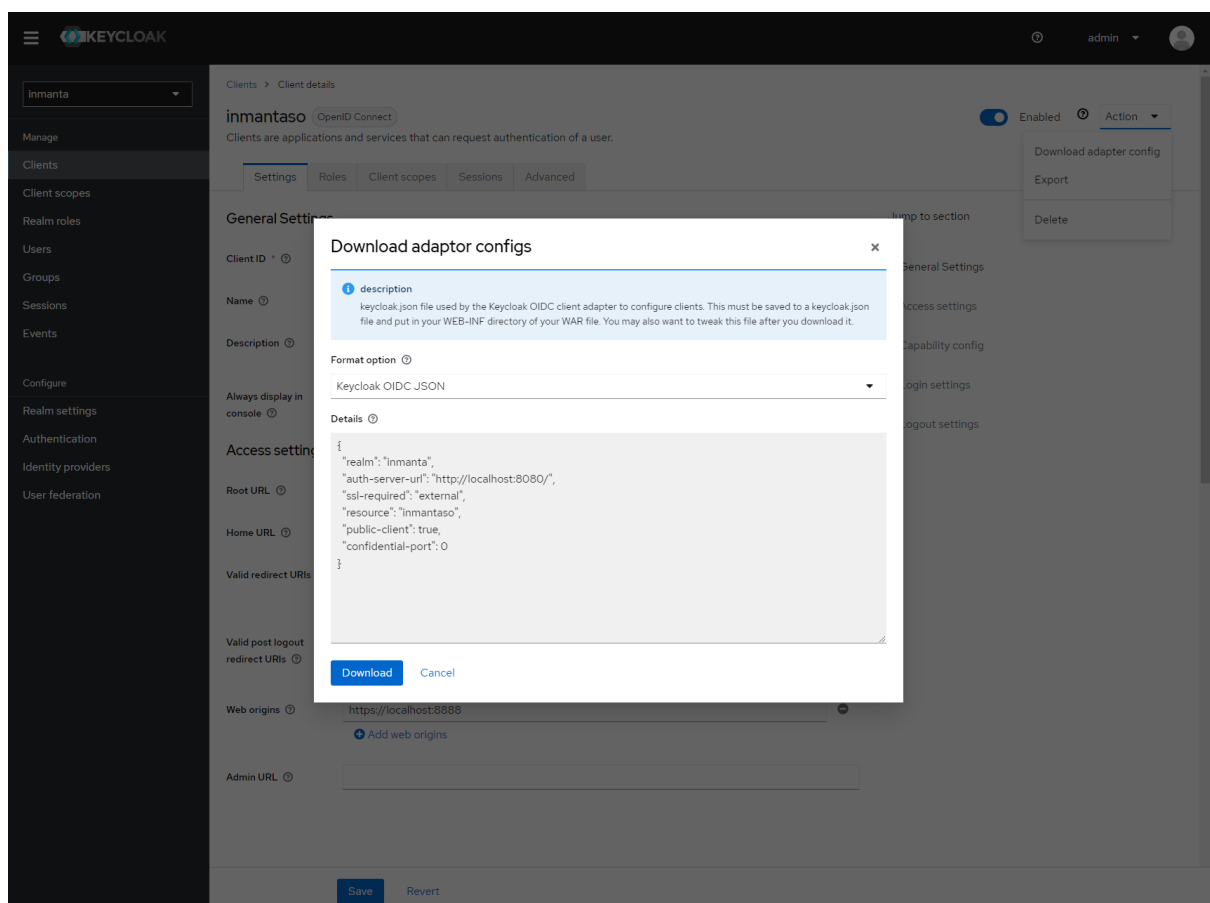 KEYCLOAK
admin
inmanta
Manage
Clients
Client scopes
Realm roles
Users
Groups
Sessions
Events
Configure
Realm settings
Authentication
Identity providers
User federation
Clients > Client details
inmantaso OpenID Connect
Enabled Action
Clients are applications and services that can request authentication of a user.
Download adapter config
Export
Delete
Settings Roles Client scopes Sessions Advanced
General Settings
Jump to section
Client ID *
General Settings
Name
Access settings
Description
Capability config
Always display in
console
Login settings
Logout settings
Access setting
Root URL
Home URL
Valid redirect URIs
Valid post logout
redirect URIs
Web origins
https://localhost:8888
Add web origins
Admin URL
Save Revert
Download adaptor configs
description
keycloak.json file used by the Keycloak OIDC client adapter to configure clients. This must be saved to a keycloak.json
file and put in your WEB-INF directory of your WAR file. You may also want to tweak this file after you download it.
Format option
Keycloak OIDC JSON
Details
{
"realm": "inmanta",
"auth-server-url": "http://localhost:8080/",
"ssl-required": "external",
"resource": "inmantaso",
"public-client": true,
"confidential-port": 0
}
Download Cancel